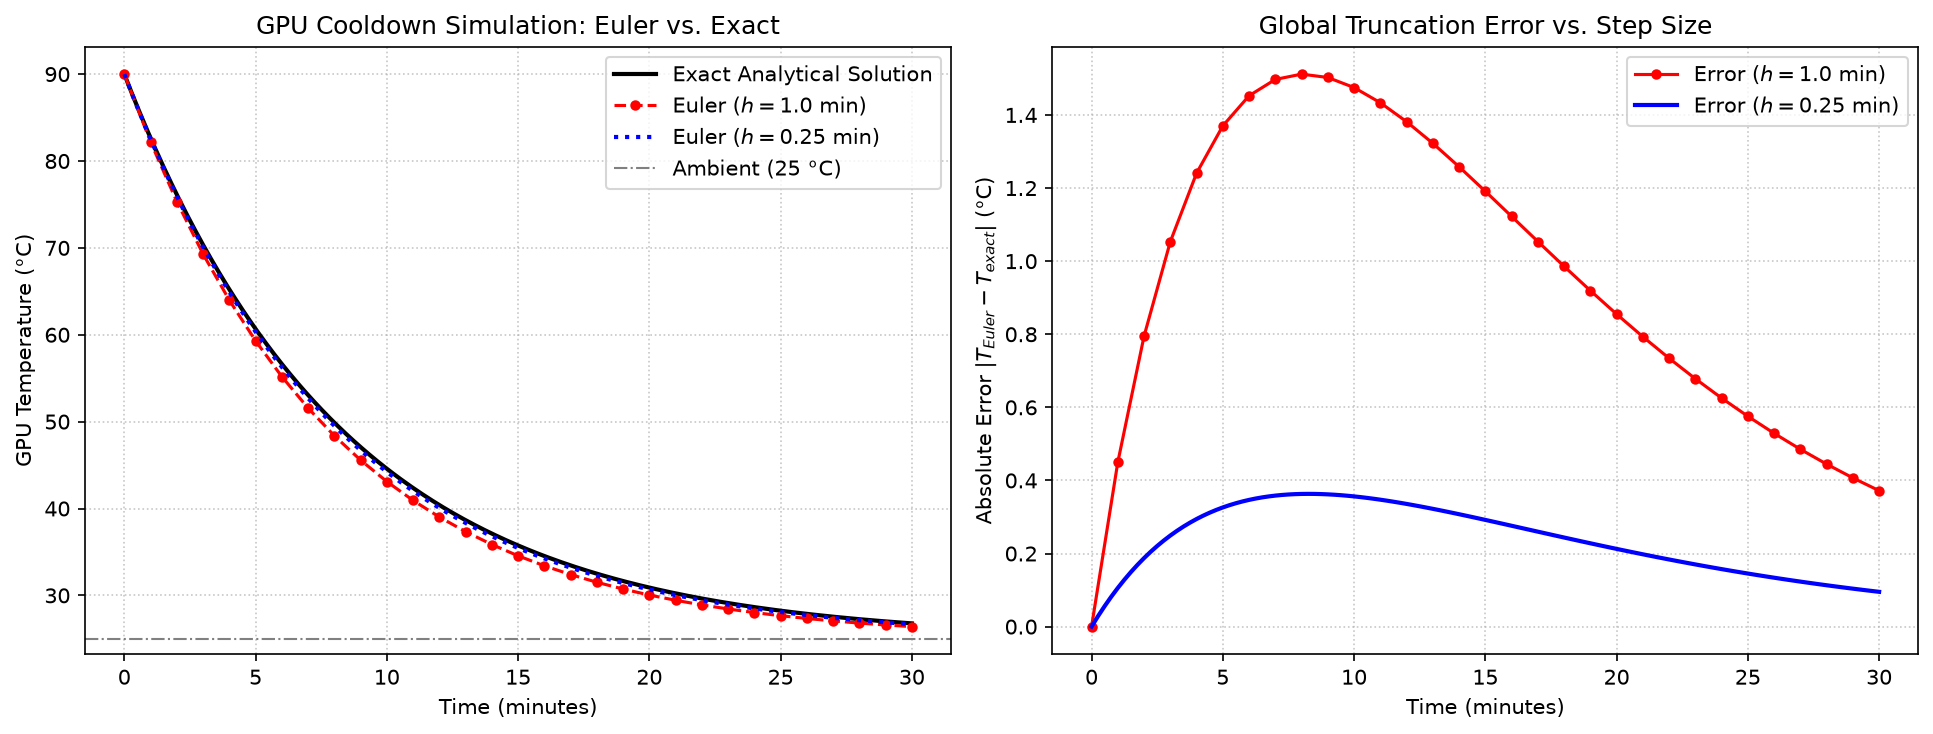 GPU Cooldown Simulation: Euler vs. Exact
GPU Temperature (°C)
90
80
70
60
50
40
30
Exact Analytical Solution
Euler (h = 1.0 min)
Euler (h = 0.25 min)
Ambient (25 °C)
0 5 10 15 20 25 30
Time (minutes)
Global Truncation Error vs. Step Size
Absolute Error |T_Euler − T_exact| (°C)
1.4
1.2
1.0
0.8
0.6
0.4
0.2
0.0
Error (h = 1.0 min)
Error (h = 0.25 min)
0 5 10 15 20 25 30
Time (minutes)